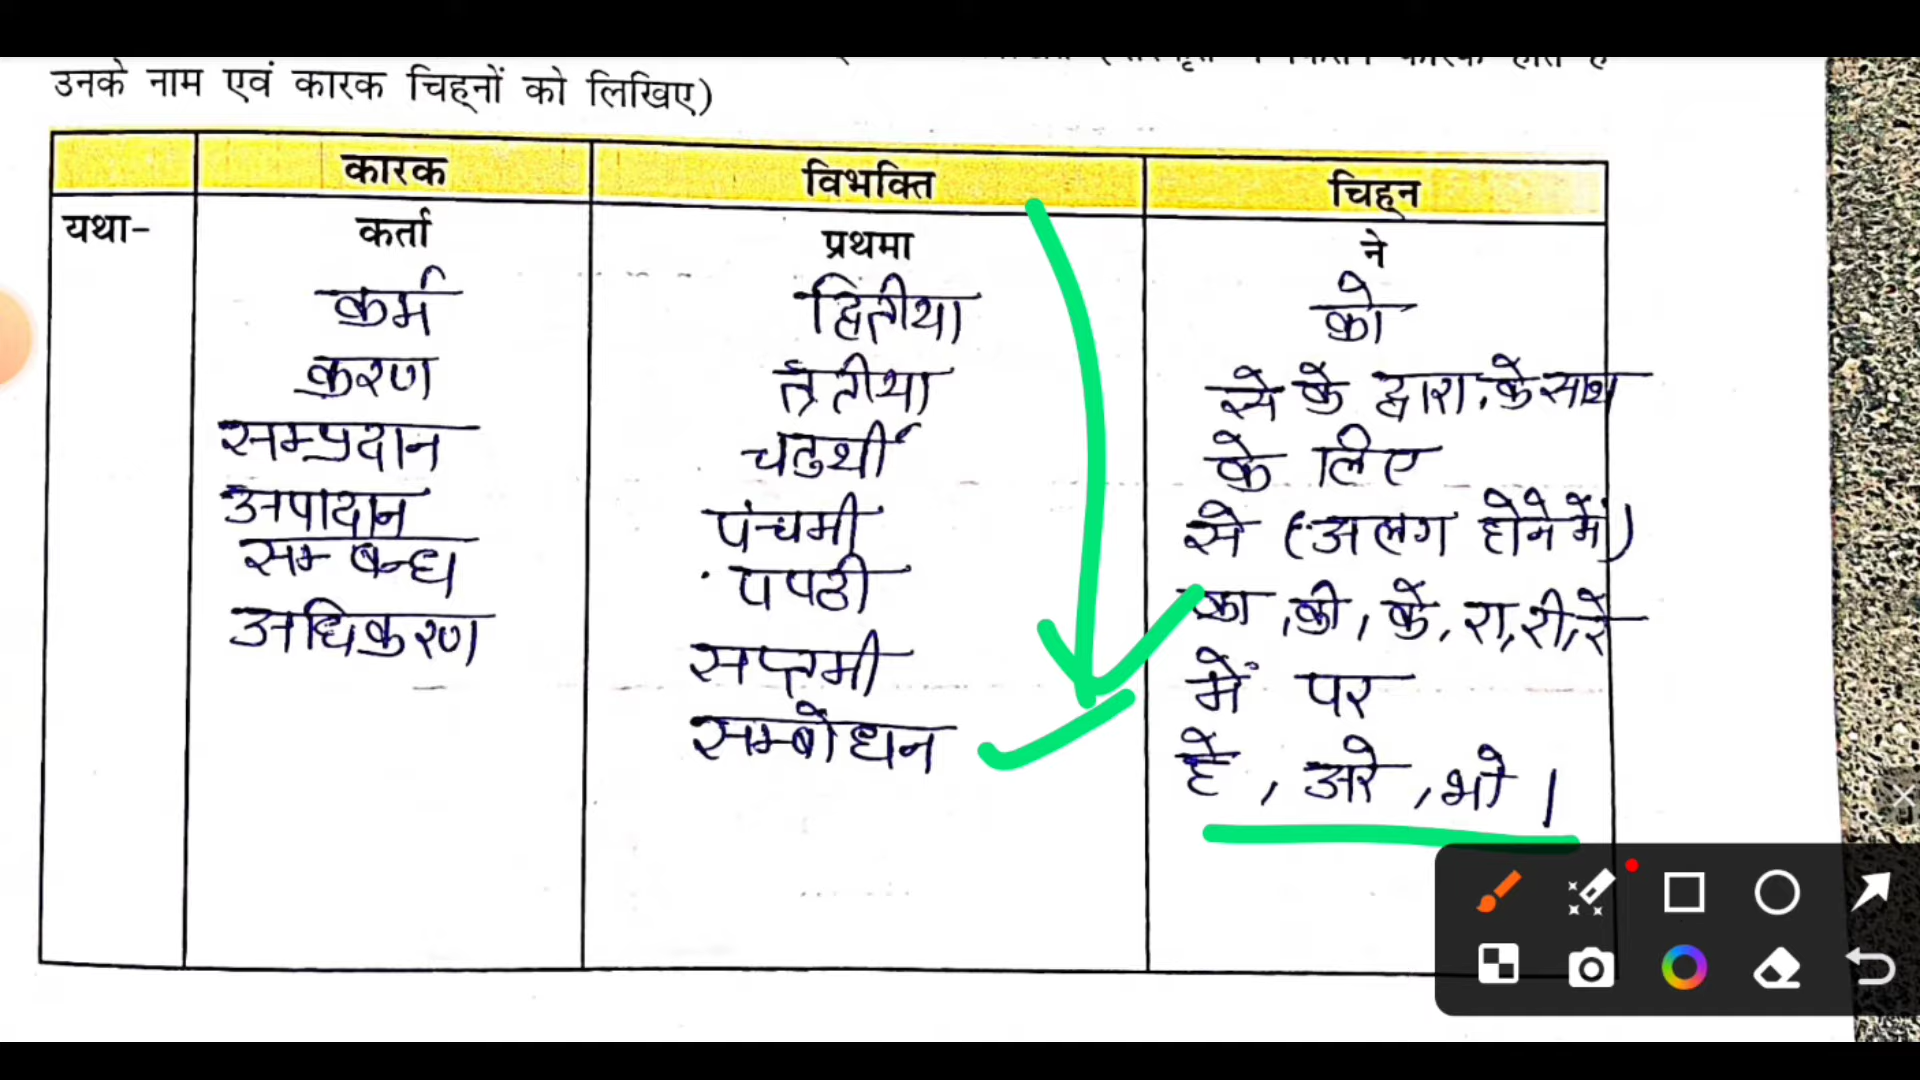 उनके नाम एवं कारक चिह्नों को लिखिए)
कारक विभक्ति चिह्न
यथा- कर्ता प्रथमा ने
कर्म द्वितीया को
करण तृतीया से के द्वारा, के साथ
सम्प्रदान चतुर्थी के लिए
अपादान पंचमी से (अलग होने में)
सम्बन्ध पपठी का, की, के, रा, री, रे
अधिकरण सप्तमी में पर
सम्बोधन हे, अरे, भो।